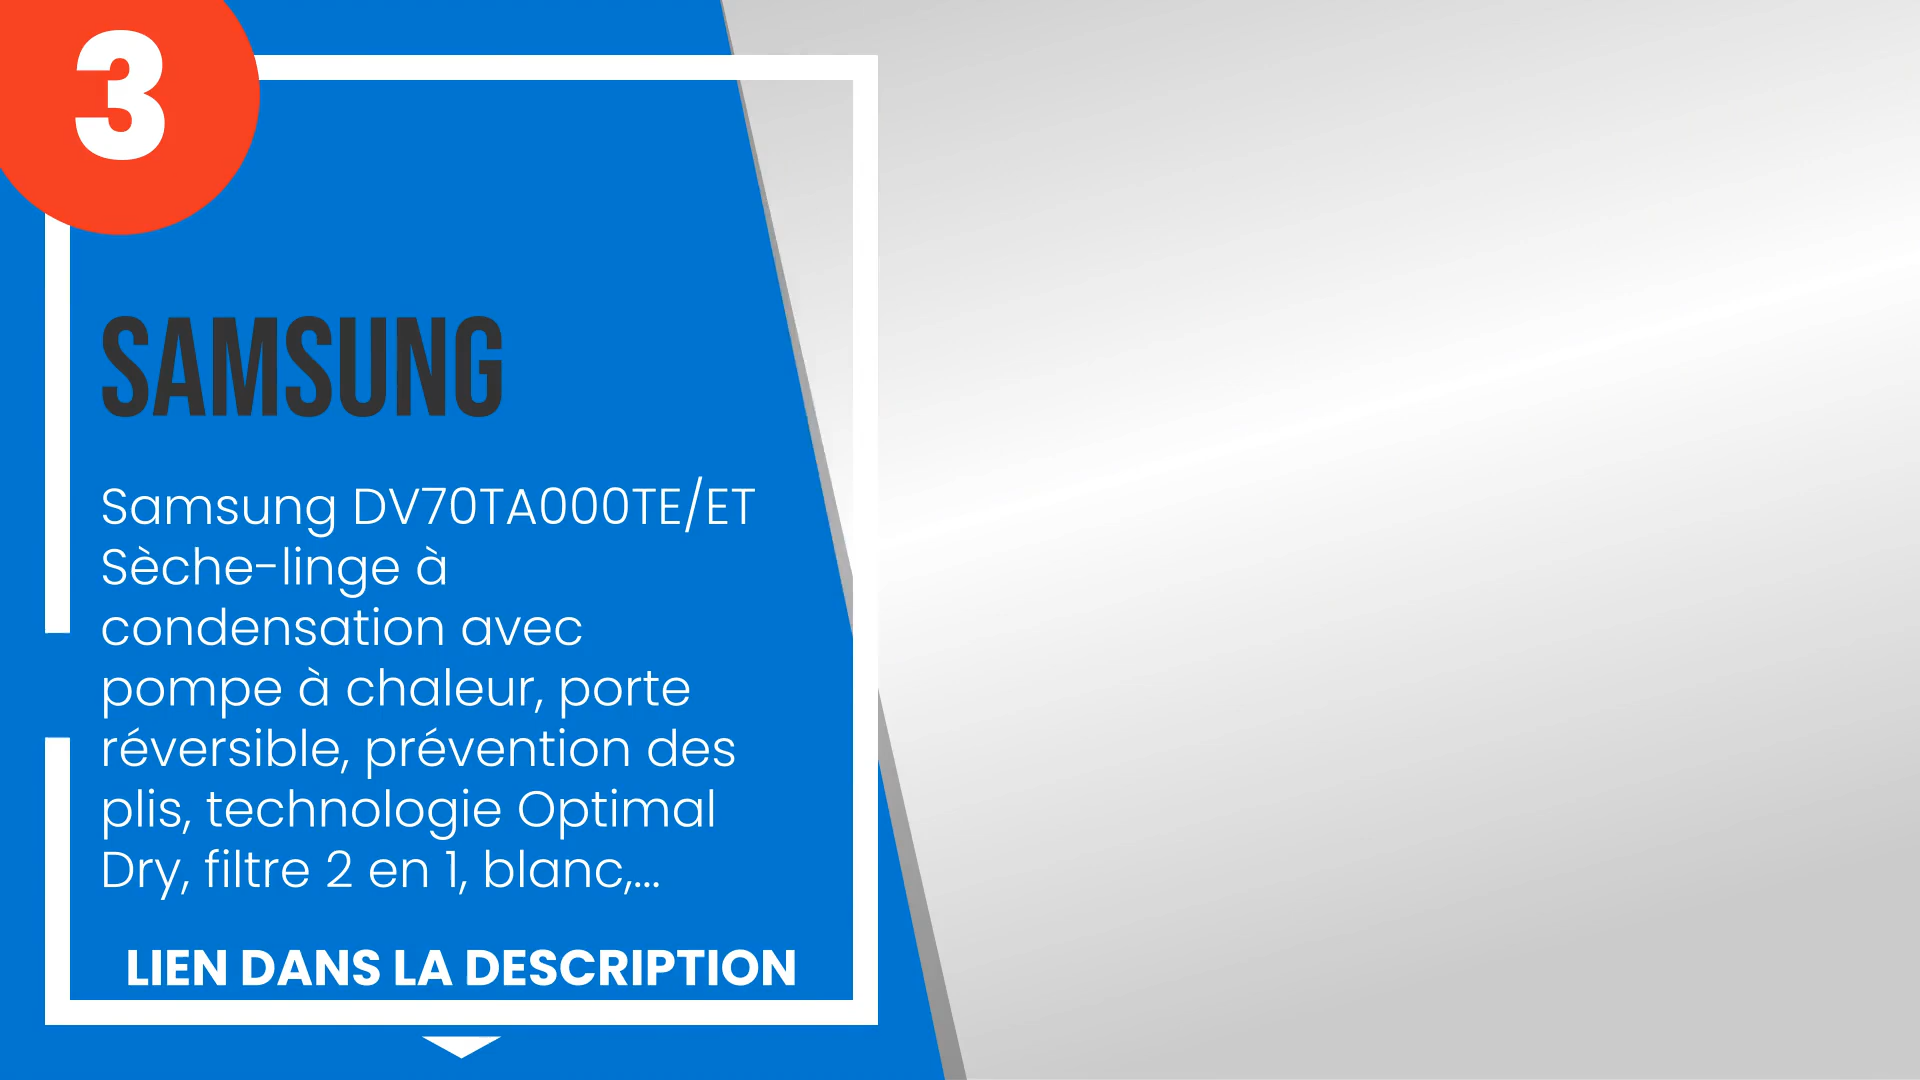 3
SAMSUNG
Samsung DV70TA000TE/ET
Sèche-linge à
condensation avec
pompe à chaleur, porte
réversible, prévention des
plis, technologie Optimal
Dry, filtre 2 en 1, blanc,...
LIEN DANS LA DESCRIPTION